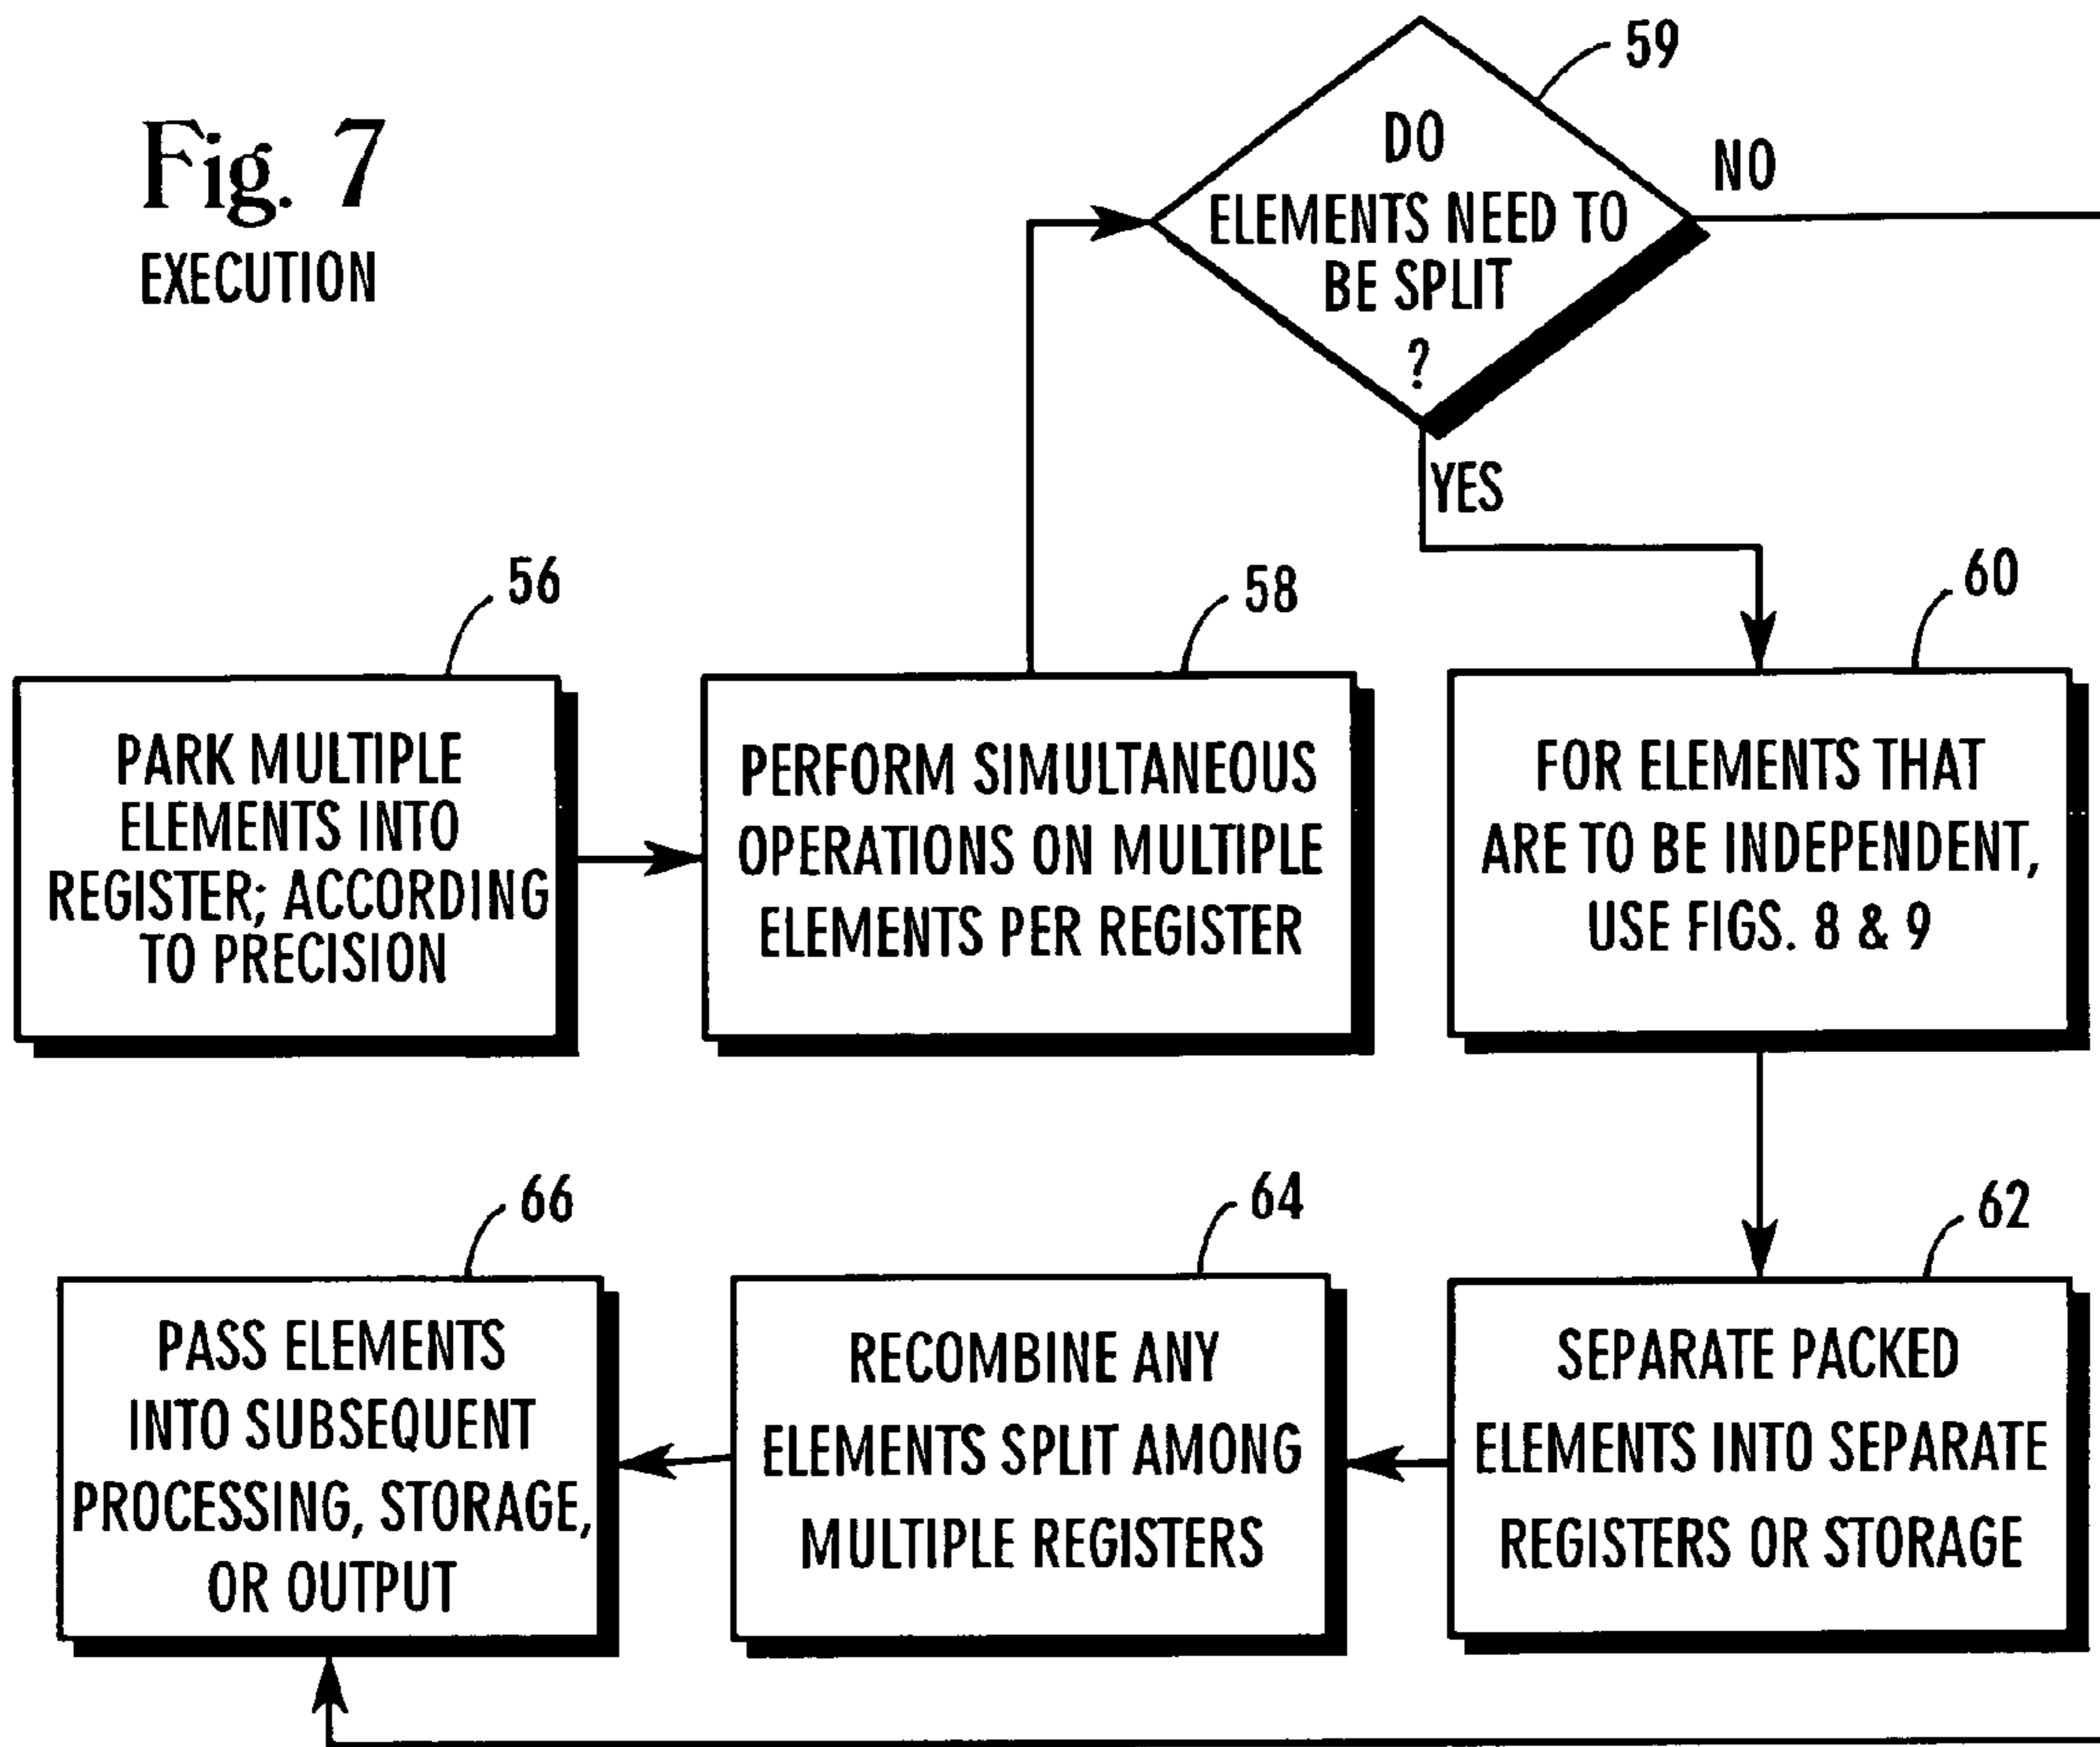 Fig. 7
EXECUTION
59
DO
ELEMENTS NEED TO
BE SPLIT
?
NO
YES
56
PARK MULTIPLE
ELEMENTS INTO
REGISTER; ACCORDING
TO PRECISION
58
PERFORM SIMULTANEOUS
OPERATIONS ON MULTIPLE
ELEMENTS PER REGISTER
60
FOR ELEMENTS THAT
ARE TO BE INDEPENDENT,
USE FIGS. 8 & 9
62
SEPARATE PACKED
ELEMENTS INTO SEPARATE
REGISTERS OR STORAGE
64
RECOMBINE ANY
ELEMENTS SPLIT AMONG
MULTIPLE REGISTERS
66
PASS ELEMENTS
INTO SUBSEQUENT
PROCESSING, STORAGE,
OR OUTPUT